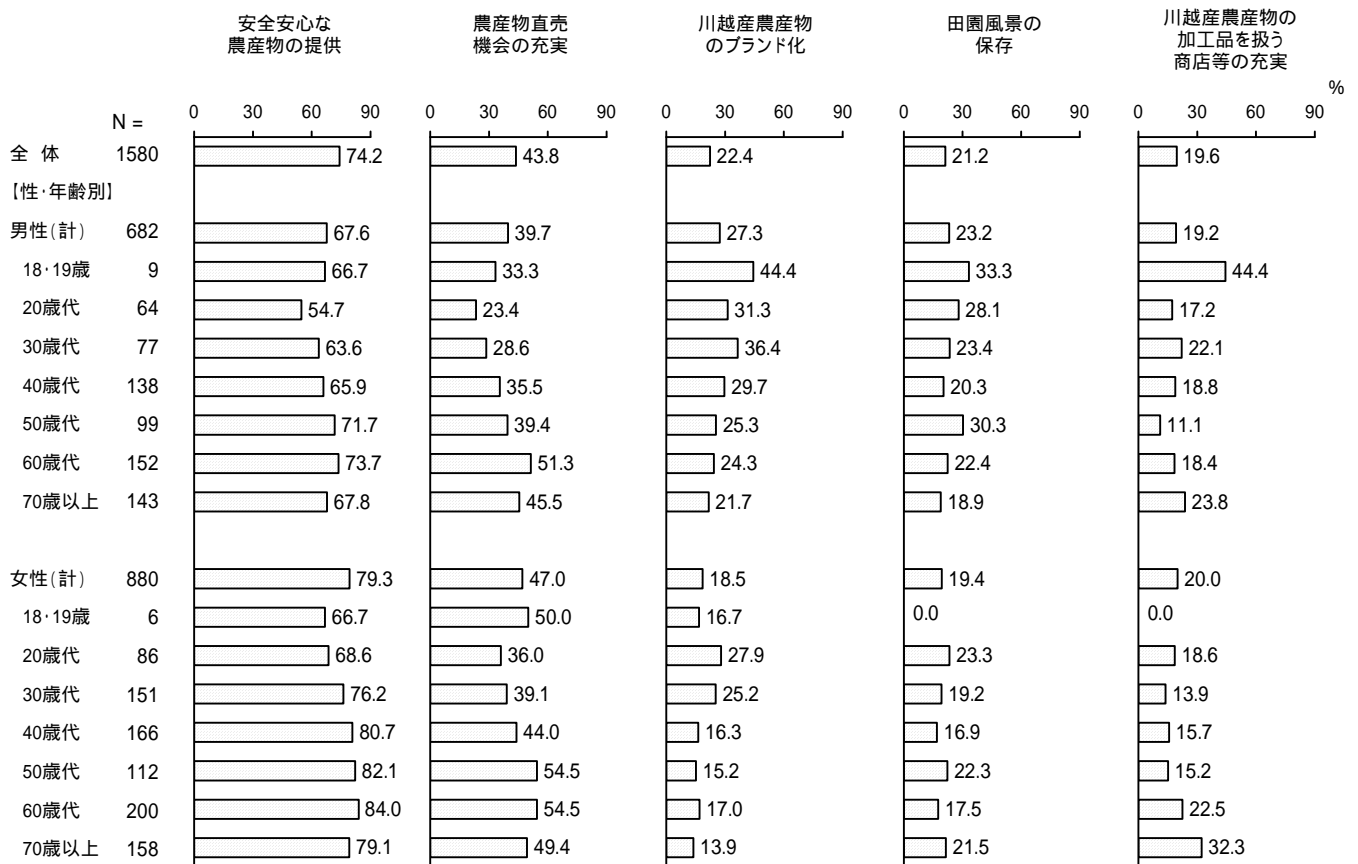 安全安心な
農産物の提供
農産物直売
機会の充実
川越産農産物
のブランド化
田園風景の
保存
川越産農産物の
加工品を扱う
商店等の充実
%
0 30 60 90 0 30 60 90 0 30 60 90 0 30 60 90 0 30 60 90
N =
全 体 1580 74.2 43.8 22.4 21.2 19.6
【性・年齢別】
男性(計) 682 67.6 39.7 27.3 23.2 19.2
18・19歳 9 66.7 33.3 44.4 33.3 44.4
20歳代 64 54.7 23.4 31.3 28.1 17.2
30歳代 77 63.6 28.6 36.4 23.4 22.1
40歳代 138 65.9 35.5 29.7 20.3 18.8
50歳代 99 71.7 39.4 25.3 30.3 11.1
60歳代 152 73.7 51.3 24.3 22.4 18.4
70歳以上 143 67.8 45.5 21.7 18.9 23.8
女性(計) 880 79.3 47.0 18.5 19.4 20.0
18・19歳 6 66.7 50.0 16.7 0.0 0.0
20歳代 86 68.6 36.0 27.9 23.3 18.6
30歳代 151 76.2 39.1 25.2 19.2 13.9
40歳代 166 80.7 44.0 16.3 16.9 15.7
50歳代 112 82.1 54.5 15.2 22.3 15.2
60歳代 200 84.0 54.5 17.0 17.5 22.5
70歳以上 158 79.1 49.4 13.9 21.5 32.3